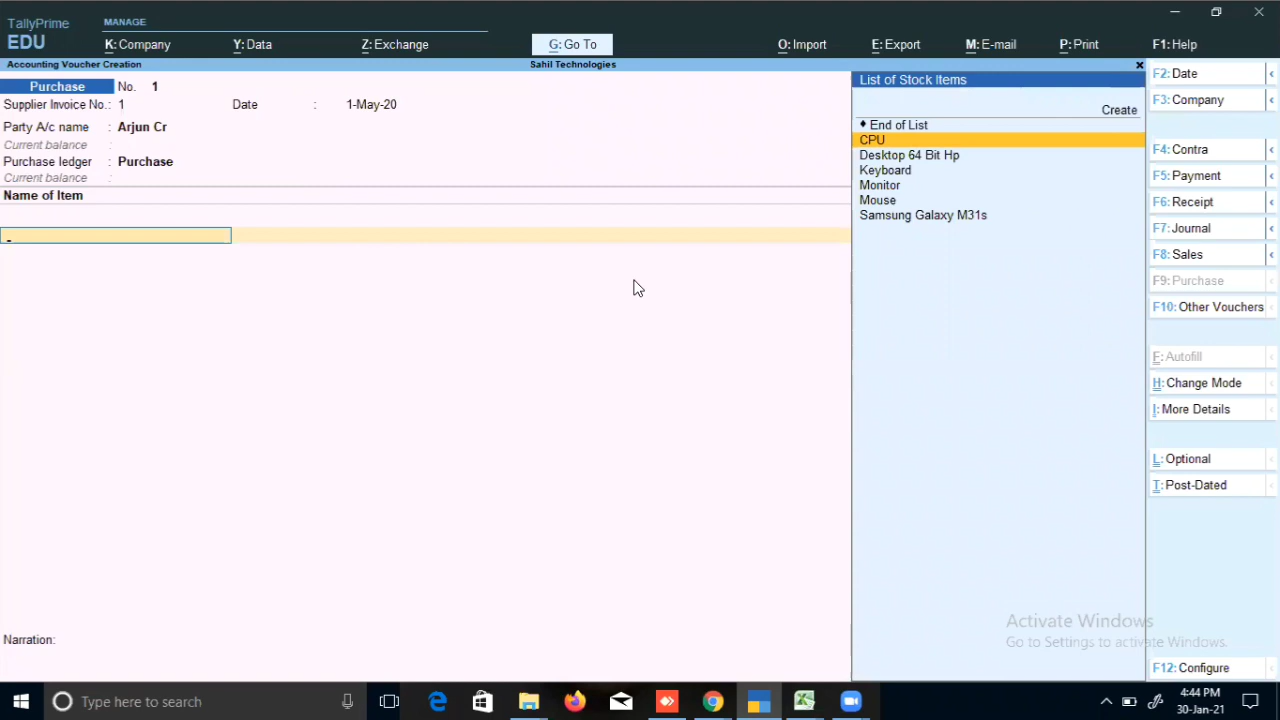 TallyPrime
EDU
MANAGE
K: Company
Y: Data
Z: Exchange
G: Go To
O: Import
E: Export
M: E-mail
P: Print
F1: Help
Accounting Voucher Creation
Sahil Technologies
Purchase No. 1
Supplier Invoice No.: 1 Date : 1-May-20
Party A/c name : Arjun Cr
Current balance :
Purchase ledger : Purchase
Current balance :
Name of Item
Narration:
List of Stock Items
Create
♦ End of List
CPU
Desktop 64 Bit Hp
Keyboard
Monitor
Mouse
Samsung Galaxy M31s
F2: Date
F3: Company
F4: Contra
F5: Payment
F6: Receipt
F7: Journal
F8: Sales
F9: Purchase
F10: Other Vouchers
F: Autofill
H: Change Mode
I: More Details
L: Optional
T: Post-Dated
F12: Configure
Activate Windows
Go to Settings to activate Windows.
Type here to search
4:44 PM
30-Jan-21